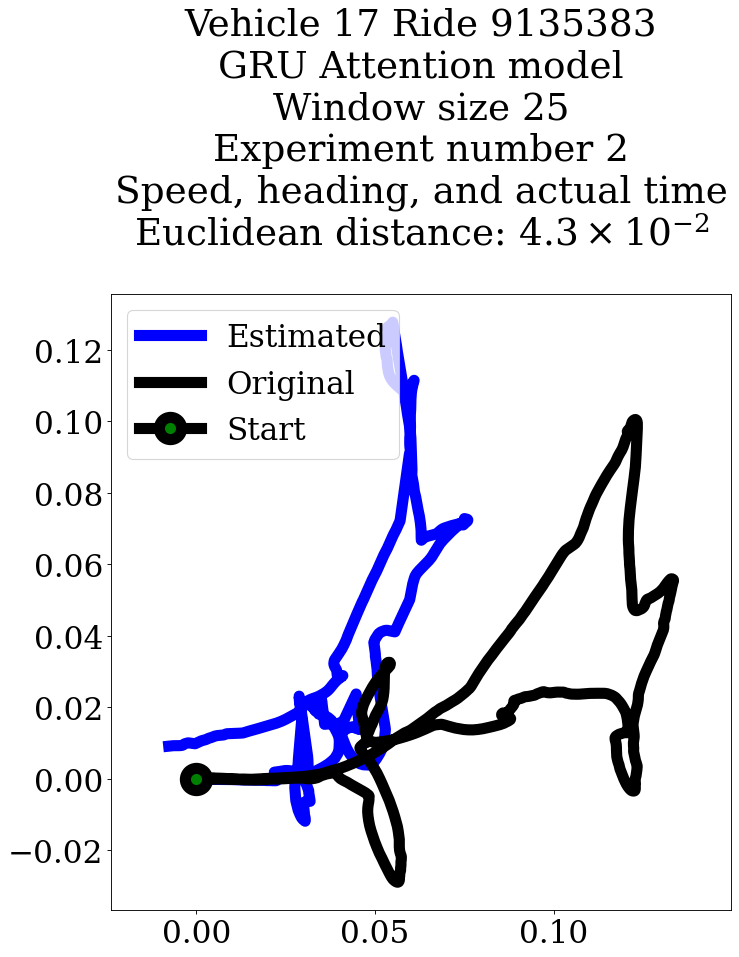 Vehicle 17 Ride 9135383
GRU Attention model
Window size 25
Experiment number 2
Speed, heading, and actual time
Euclidean distance: 4.3 × 10⁻²
Estimated
Original
Start
0.12
0.10
0.08
0.06
0.04
0.02
0.00
−0.02
0.00 0.05 0.10